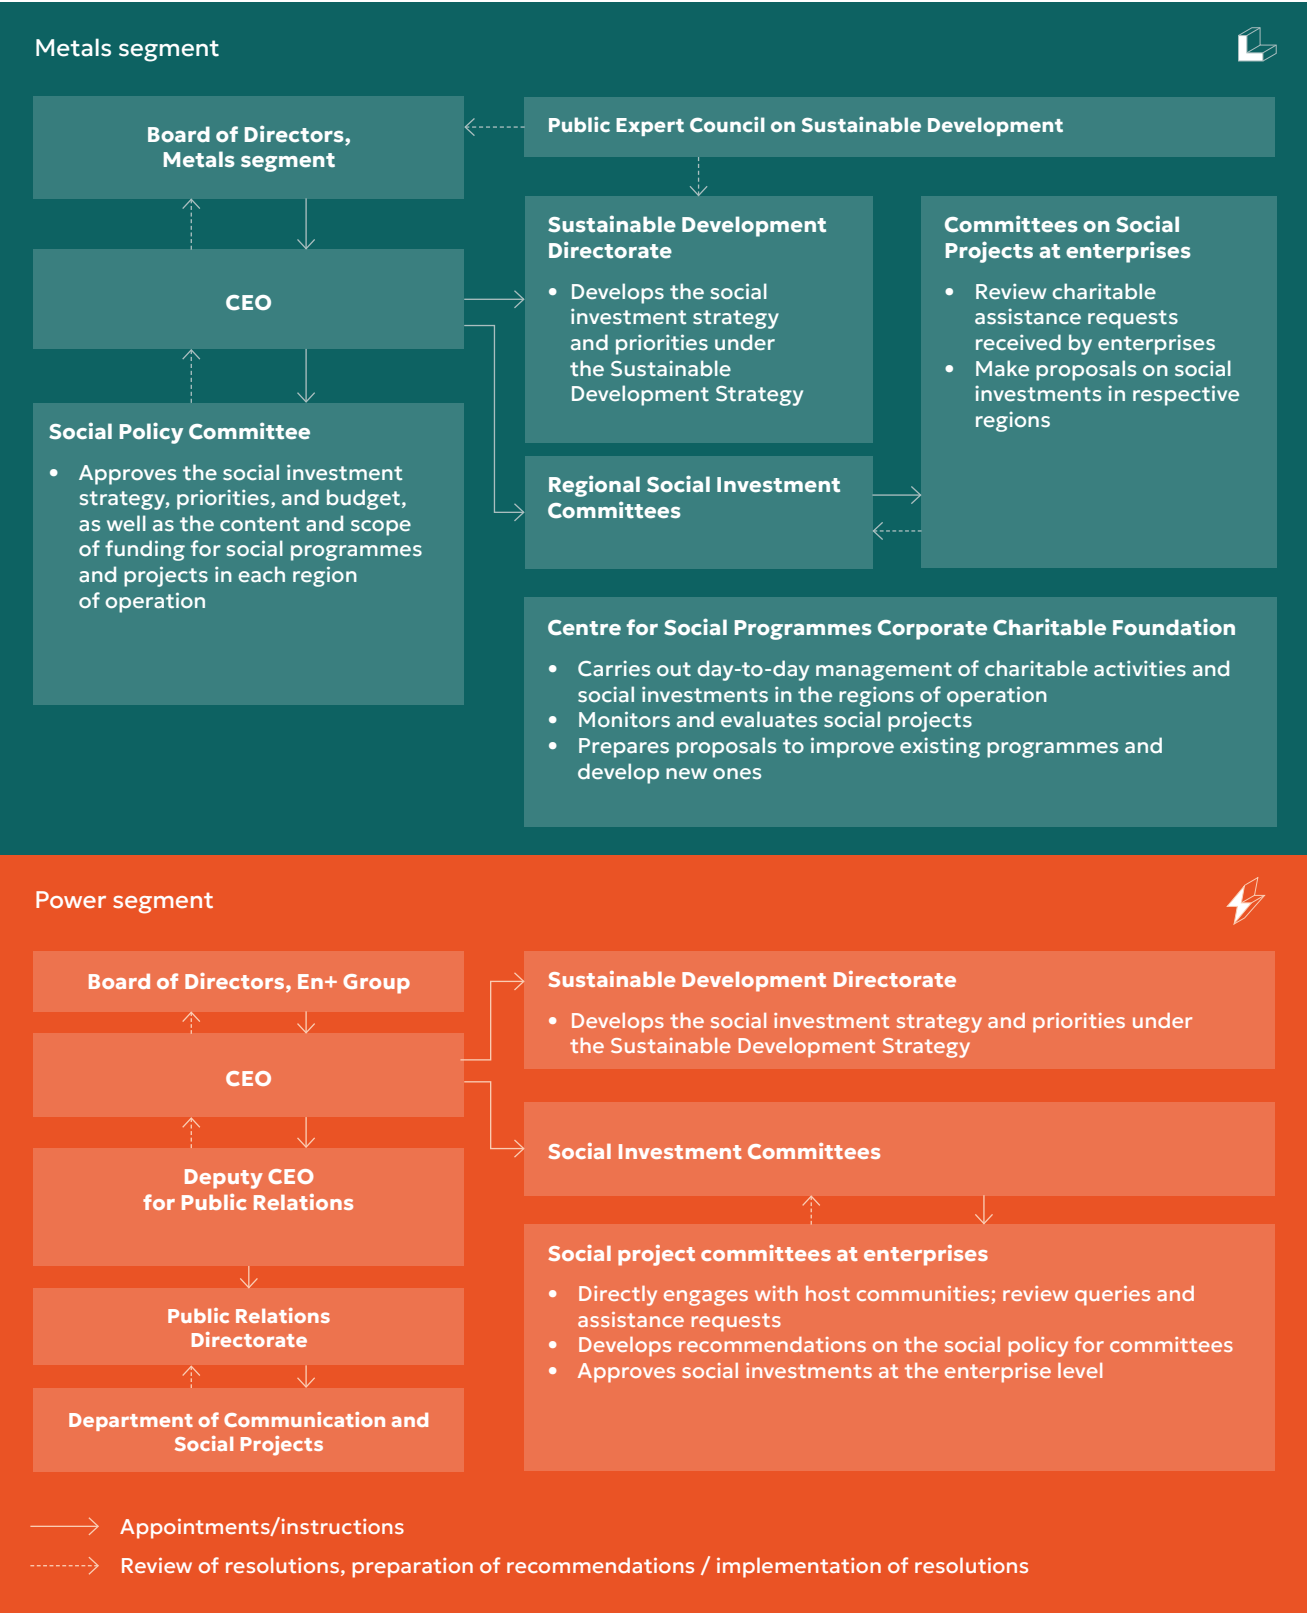 Metals segment
Board of Directors,
Metals segment
Public Expert Council on Sustainable Development
CEO
Sustainable Development
Directorate
• Develops the social
investment strategy
and priorities under
the Sustainable
Development Strategy
Committees on Social
Projects at enterprises
• Review charitable
assistance requests
received by enterprises
• Make proposals on social
investments in respective
regions
Social Policy Committee
• Approves the social investment
strategy, priorities, and budget,
as well as the content and scope
of funding for social programmes
and projects in each region
of operation
Regional Social Investment
Committees
Centre for Social Programmes Corporate Charitable Foundation
• Carries out day-to-day management of charitable activities and
social investments in the regions of operation
• Monitors and evaluates social projects
• Prepares proposals to improve existing programmes and
develop new ones
Power segment
Board of Directors, En+ Group
CEO
Deputy CEO
for Public Relations
Public Relations
Directorate
Department of Communication and
Social Projects
Sustainable Development Directorate
• Develops the social investment strategy and priorities under
the Sustainable Development Strategy
Social Investment Committees
Social project committees at enterprises
• Directly engages with host communities; review queries and
assistance requests
• Develops recommendations on the social policy for committees
• Approves social investments at the enterprise level
Appointments/instructions
Review of resolutions, preparation of recommendations / implementation of resolutions